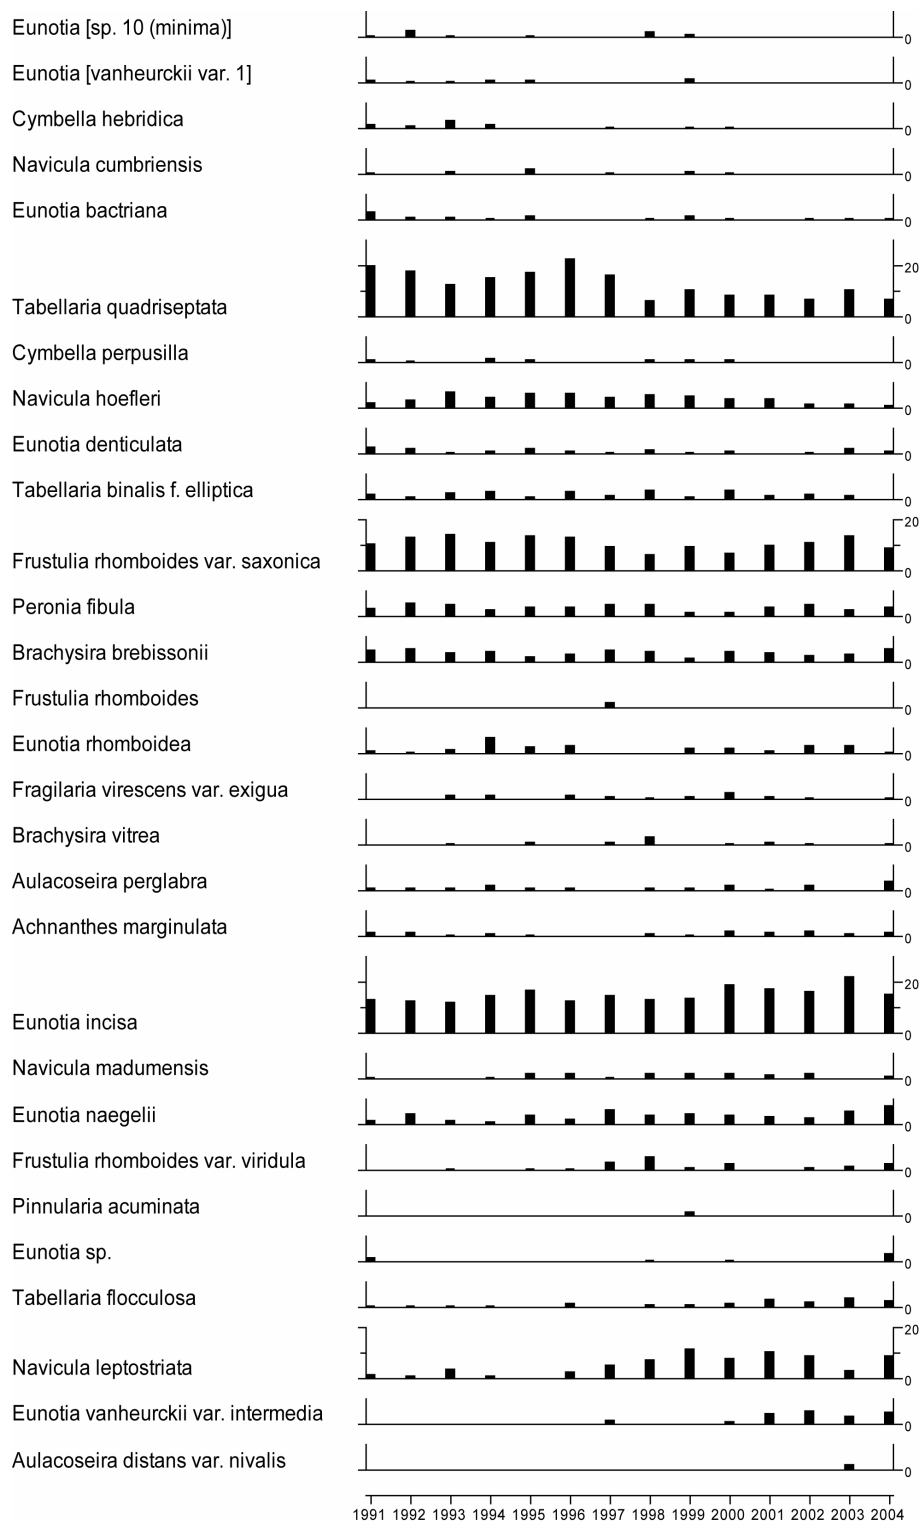 Eunotia [sp. 10 (minima)]
0
Eunotia [vanheurckii var. 1]
0
Cymbella hebridica
0
Navicula cumbriensis
0
Eunotia bactriana
0
20
Tabellaria quadriseptata
0
Cymbella perpusilla
0
Navicula hoefleri
0
Eunotia denticulata
0
Tabellaria binalis f. elliptica
0
20
Frustulia rhomboides var. saxonica
0
Peronia fibula
0
Brachysira brebissonii
0
Frustulia rhomboides
0
Eunotia rhomboidea
0
Fragilaria virescens var. exigua
0
Brachysira vitrea
0
Aulacoseira perglabra
0
Achnanthes marginulata
0
20
Eunotia incisa
0
Navicula madumensis
0
Eunotia naegelii
0
Frustulia rhomboides var. viridula
0
Pinnularia acuminata
0
Eunotia sp.
0
Tabellaria flocculosa
0
20
Navicula leptostriata
0
Eunotia vanheurckii var. intermedia
0
Aulacoseira distans var. nivalis
0
1991 1992 1993 1994 1995 1996 1997 1998 1999 2000 2001 2002 2003 2004